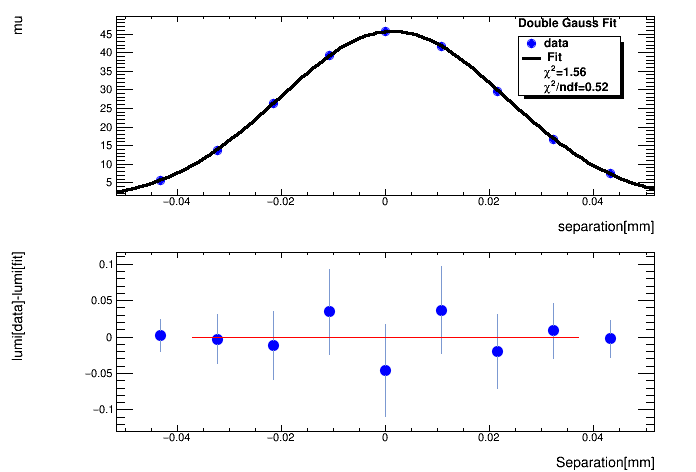 mu
Double Gauss Fit
data
Fit
χ²=1.56
χ²/ndf=0.52
45
40
35
30
25
20
15
10
5
−0.04 −0.02 0 0.02 0.04
separation[mm]
lumi[data]-lumi[fit]
0.1
0.05
0
−0.05
−0.1
−0.04 −0.02 0 0.02 0.04
Separation[mm]